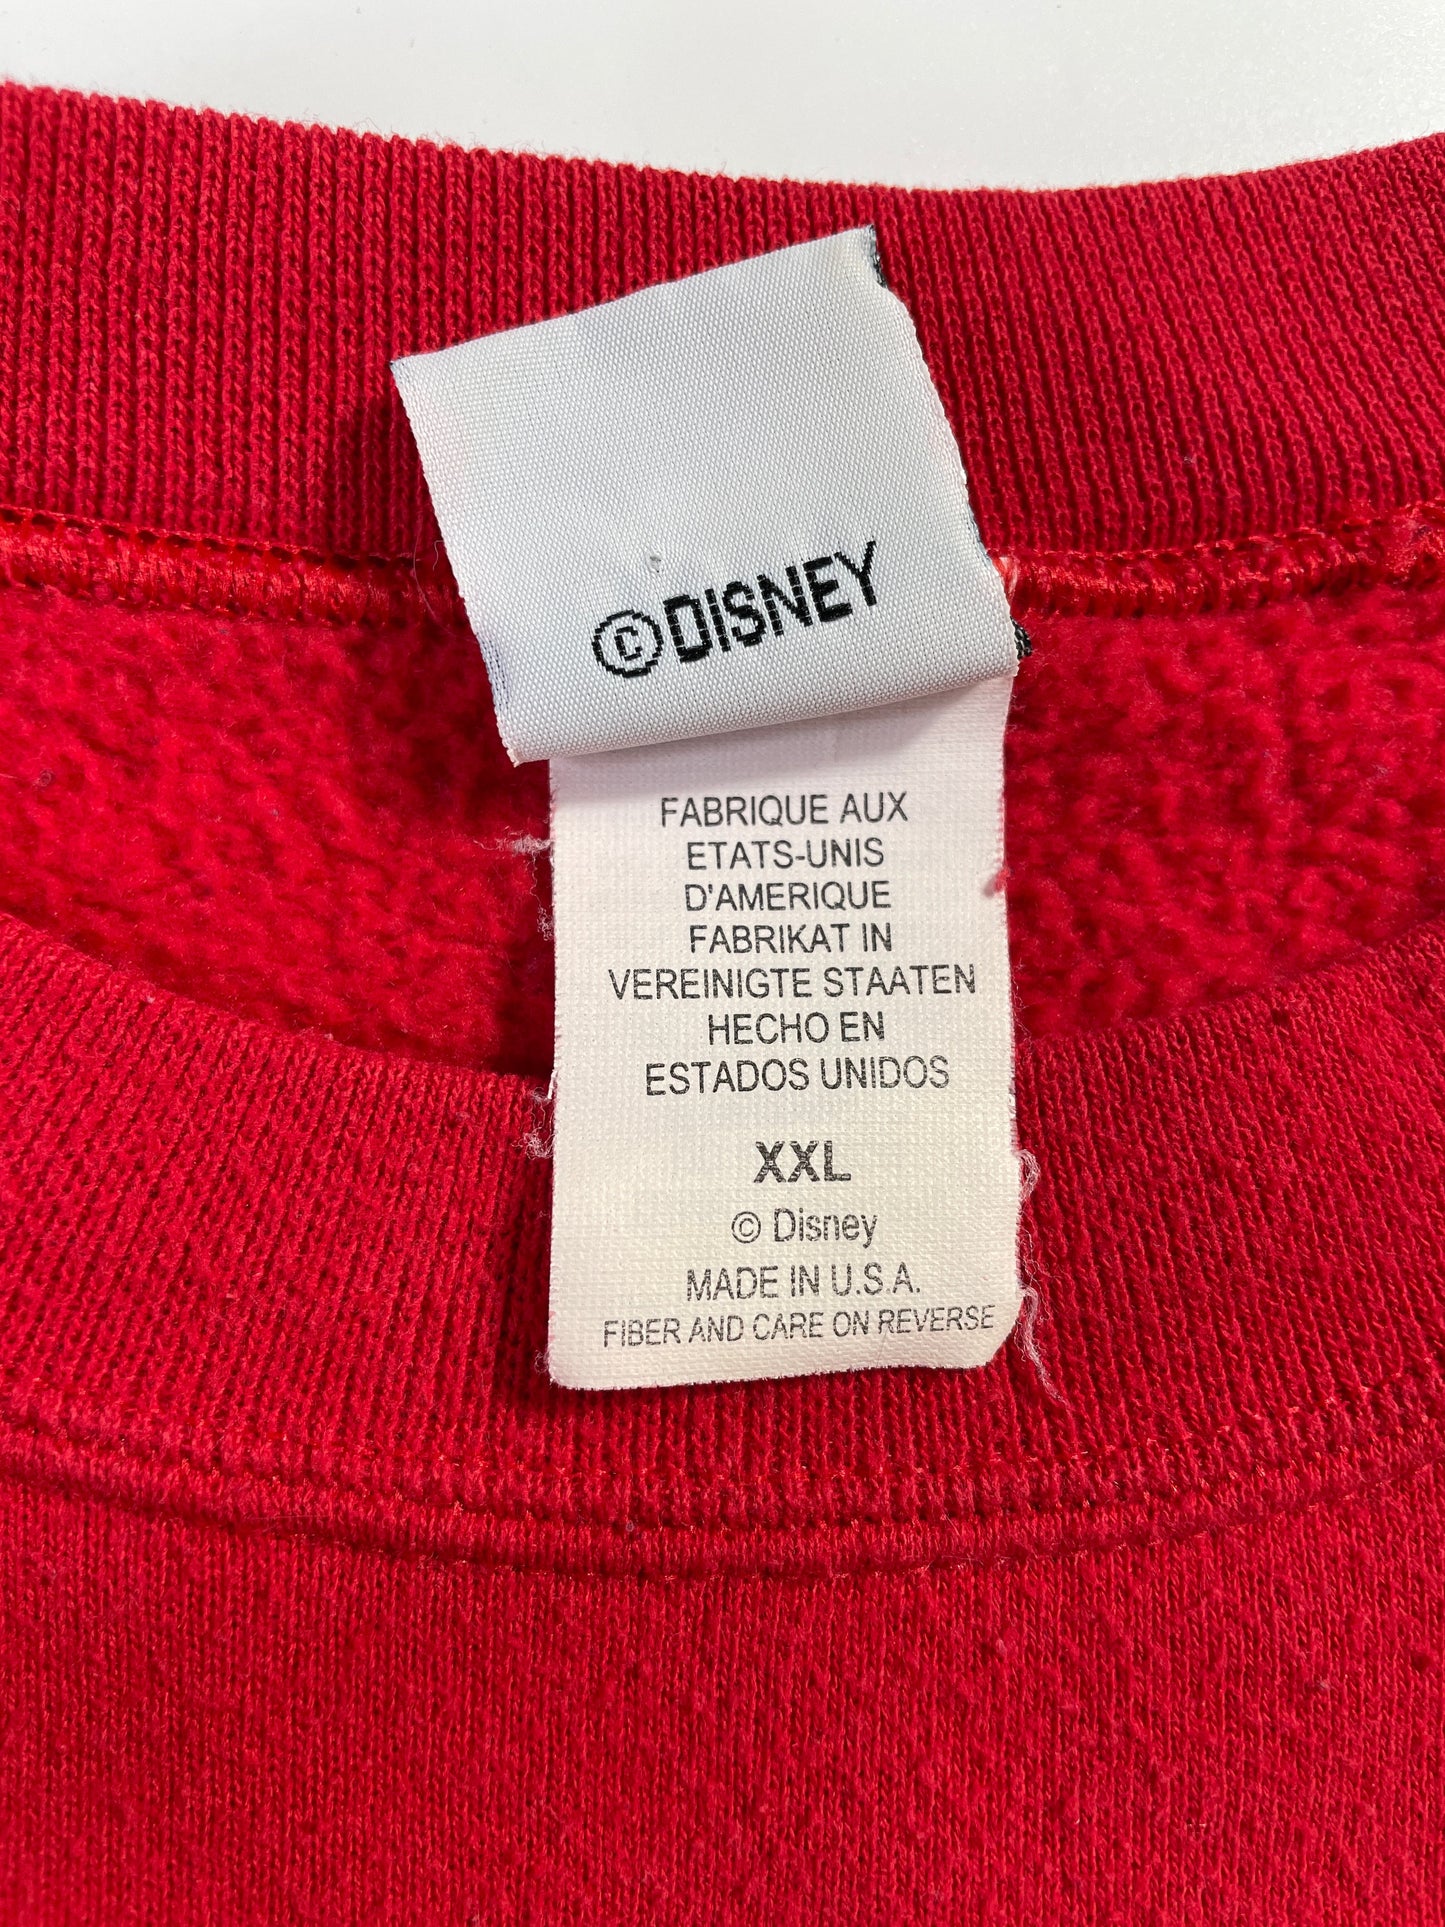 ©DISNEY
FABRIQUE AUX
ETATS-UNIS
D'AMERIQUE
FABRIKAT IN
VEREINIGTE STAATEN
HECHO EN
ESTADOS UNIDOS
XXL
© Disney
MADE IN U.S.A.
FIBER AND CARE ON REVERSE